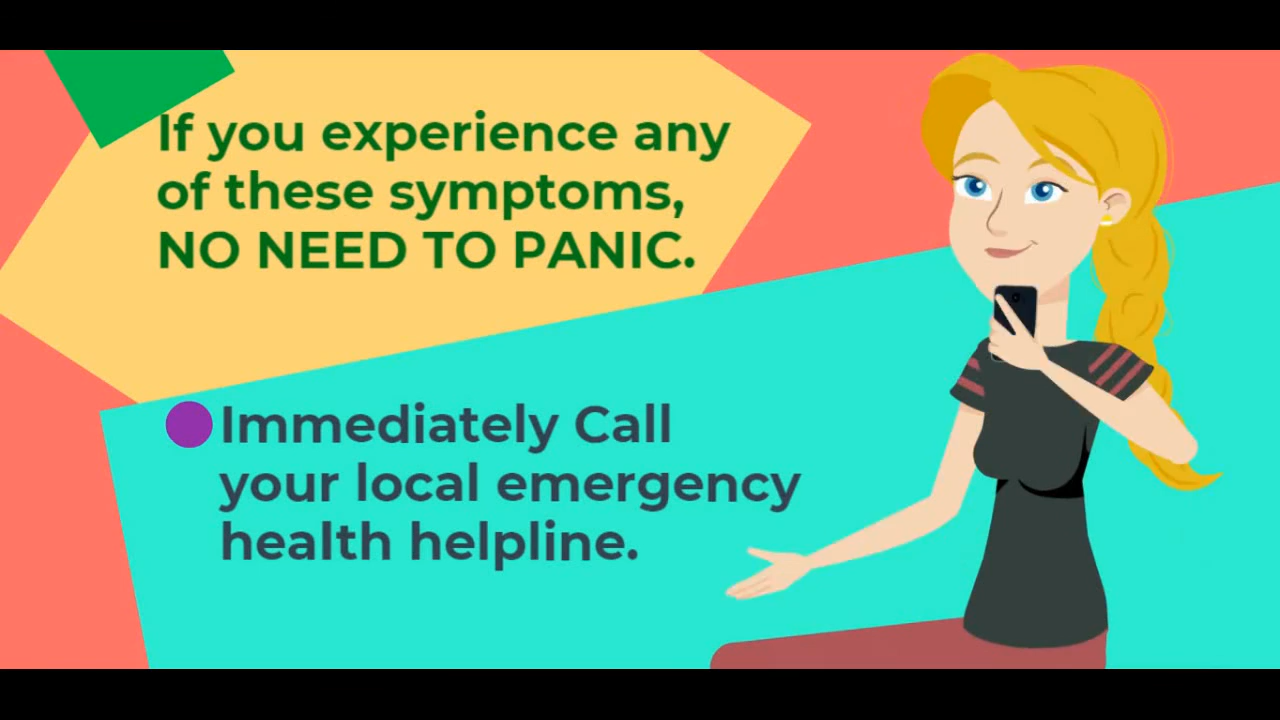 If you experience any
of these symptoms,
NO NEED TO PANIC.
Immediately Call
your local emergency
health helpline.